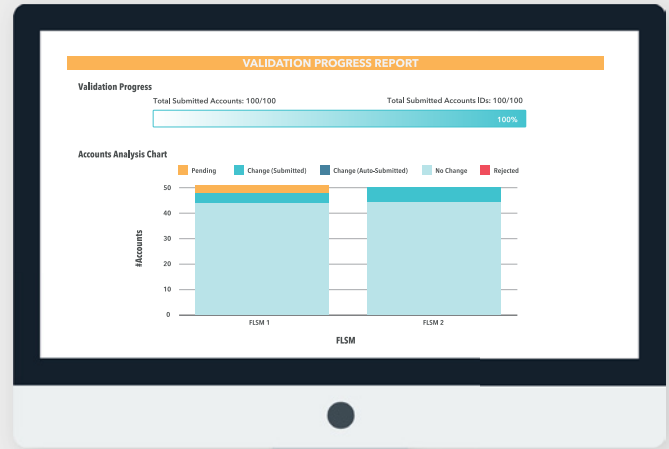 VALIDATION PROGRESS REPORT
Validation Progress
Total Submitted Accounts: 100/100 Total Submitted Accounts IDs: 100/100
100%
Accounts Analysis Chart
Pending Change (Submitted) Change (Auto-Submitted) No Change Rejected
50
40
30
20
10
0
#Accounts
FLSM 1 FLSM 2
FLSM